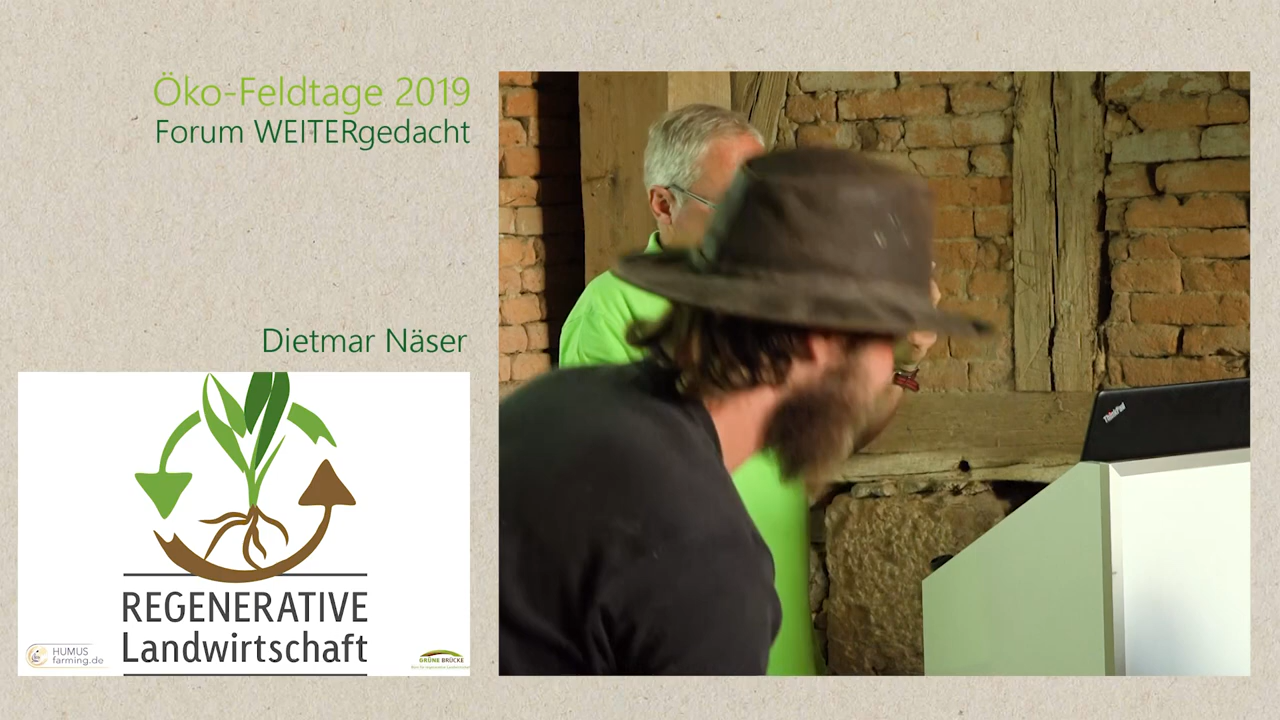 Öko-Feldtage 2019
Forum WEITERgedacht
Dietmar Näser
REGENERATIVE
Landwirtschaft
HUMUS
farming.de
GRÜNE BRÜCKE
ThinkPad